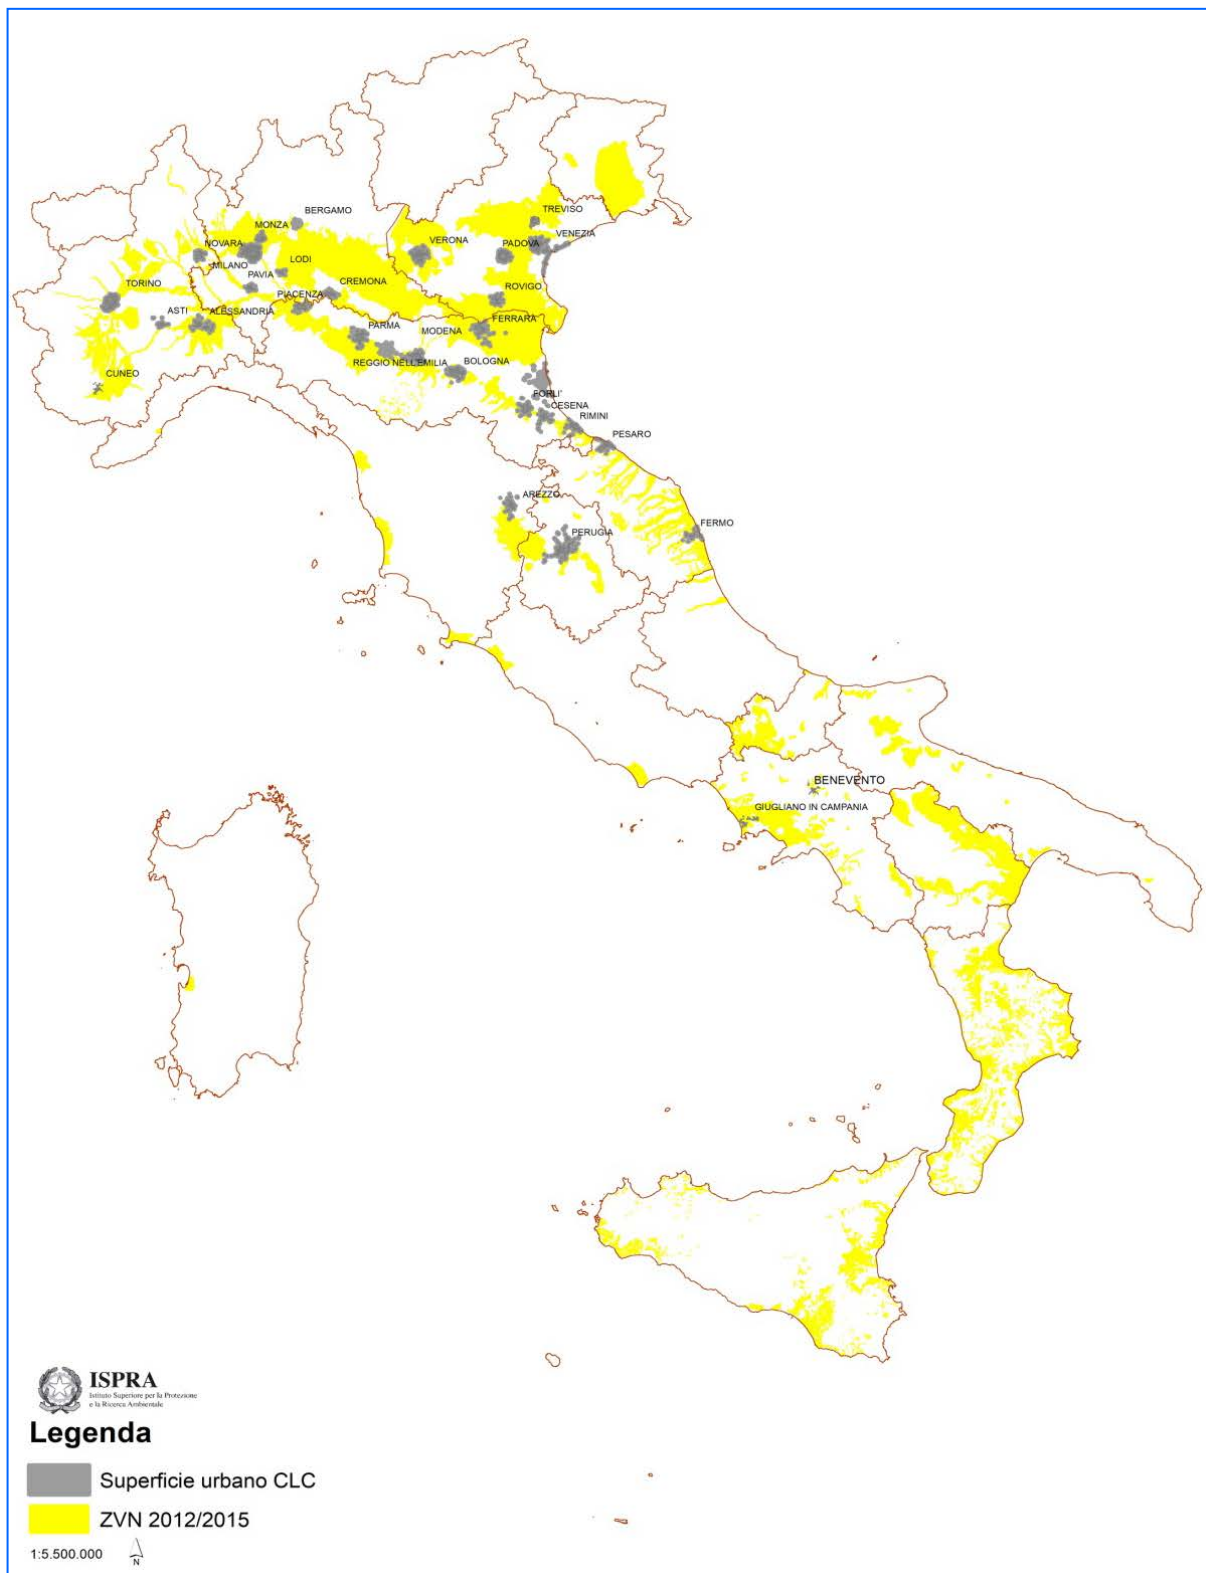 BERGAMO
MONZA
TREVISO
NOVARA
VERONA
PADOVA
VENEZIA
MILANO
LODI
PAVIA
TORINO
CREMONA
ROVIGO
PIACENZA
ASTI
ALESSANDRIA
FERRARA
PARMA
MODENA
REGGIO NELL'EMILIA
BOLOGNA
CUNEO
FORLI'
CESENA
RIMINI
PESARO
AREZZO
FERMO
PERUGIA
BENEVENTO
GIUGLIANO IN CAMPANIA
ISPRA
Istituto Superiore per la Protezione
e la Ricerca Ambientale
Legenda
Superficie urbano CLC
ZVN 2012/2015
1:5.500.000
N